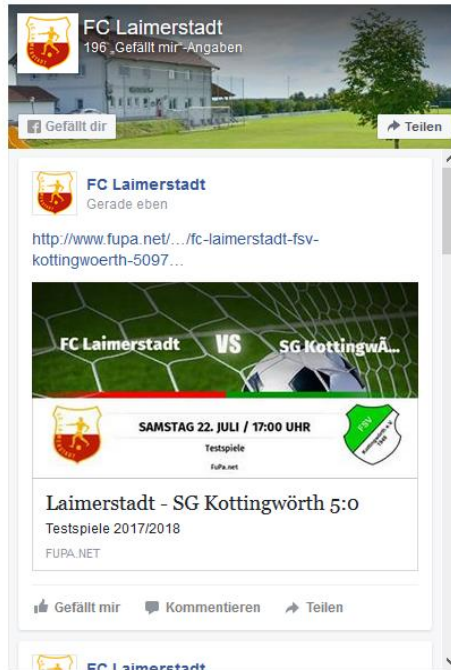 FC Laimerstadt
196 „Gefällt mir“-Angaben
Gefällt dir
Teilen
FC Laimerstadt
Gerade eben
http://www.fupa.net/…/fc-laimerstadt-fsv-
kottingwoerth-5097…
FC Laimerstadt VS SG KottingwÃ...
SAMSTAG 22. JULI / 17:00 UHR
Testspiele
FuPa.net
FSV
Kottingwörth e.V.
Laimerstadt - SG Kottingwörth 5:0
Testspiele 2017/2018
FUPA.NET
Gefällt mir Kommentieren Teilen
FC Laimerstadt